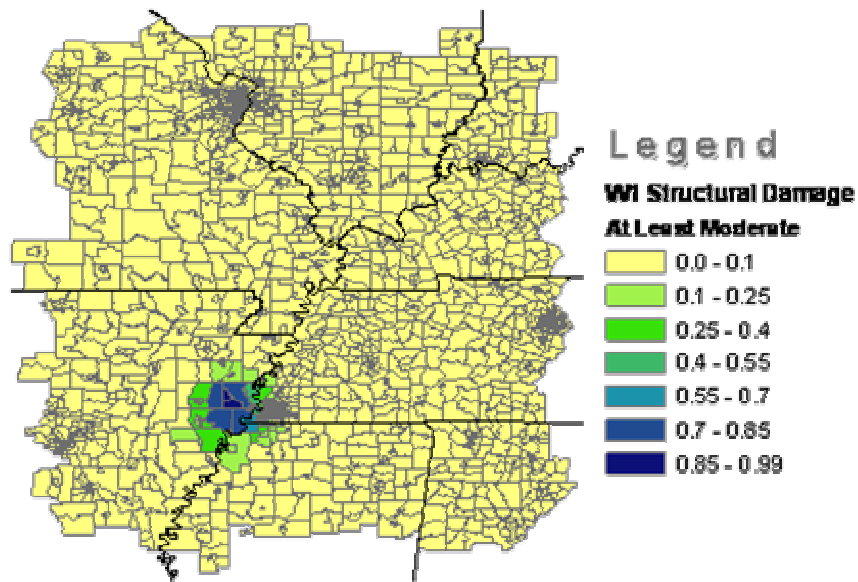 Legend
W1 Structural Damage
At Least Moderate
0.0 - 0.1
0.1 - 0.25
0.25 - 0.4
0.4 - 0.55
0.55 - 0.7
0.7 - 0.85
0.85 - 0.99